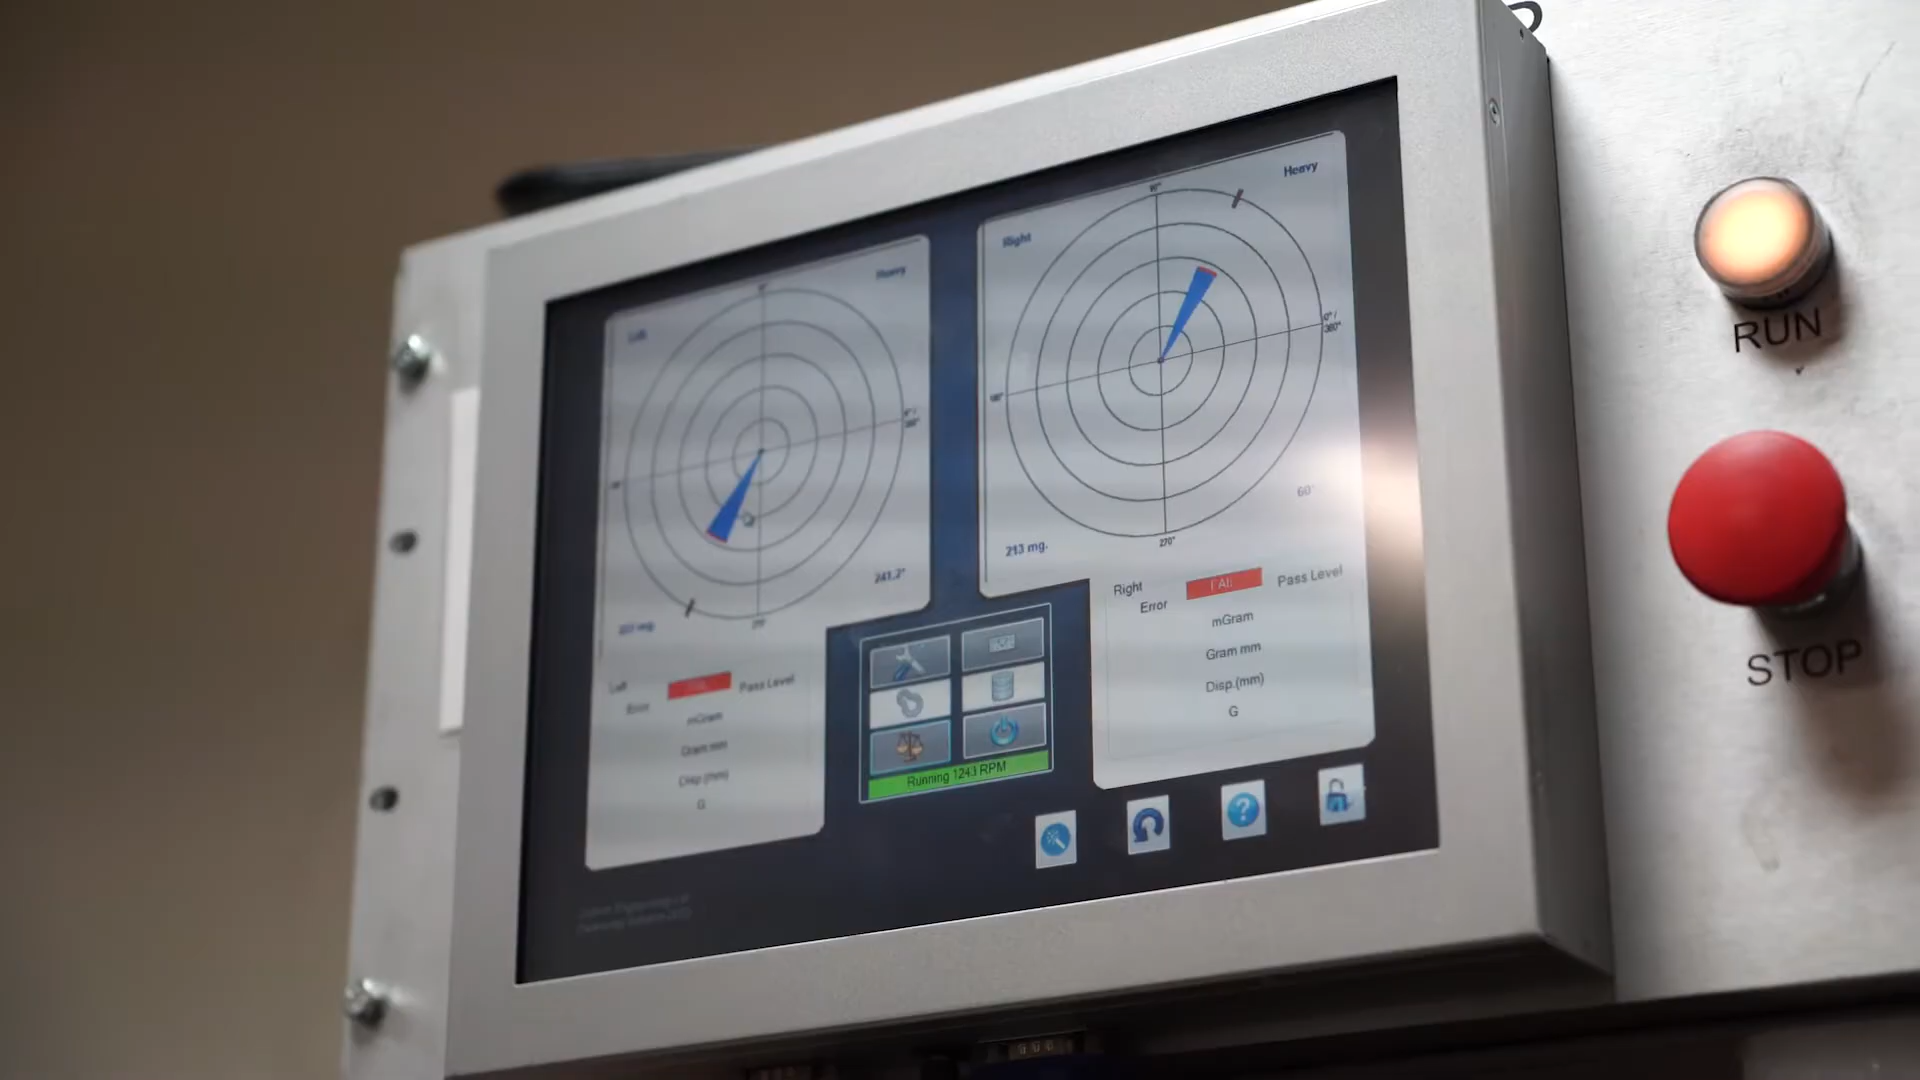 Left
Heavy
241.2°
Left
Pass Level
Error
mGram
Gram mm
Disp.(mm)
G
Right
Heavy
90°
0° /
360°
180°
60°
213 mg.
270°
Right
FAIL
Pass Level
Error
mGram
Gram mm
Disp.(mm)
G
Running 1243 RPM
?
RUN
STOP